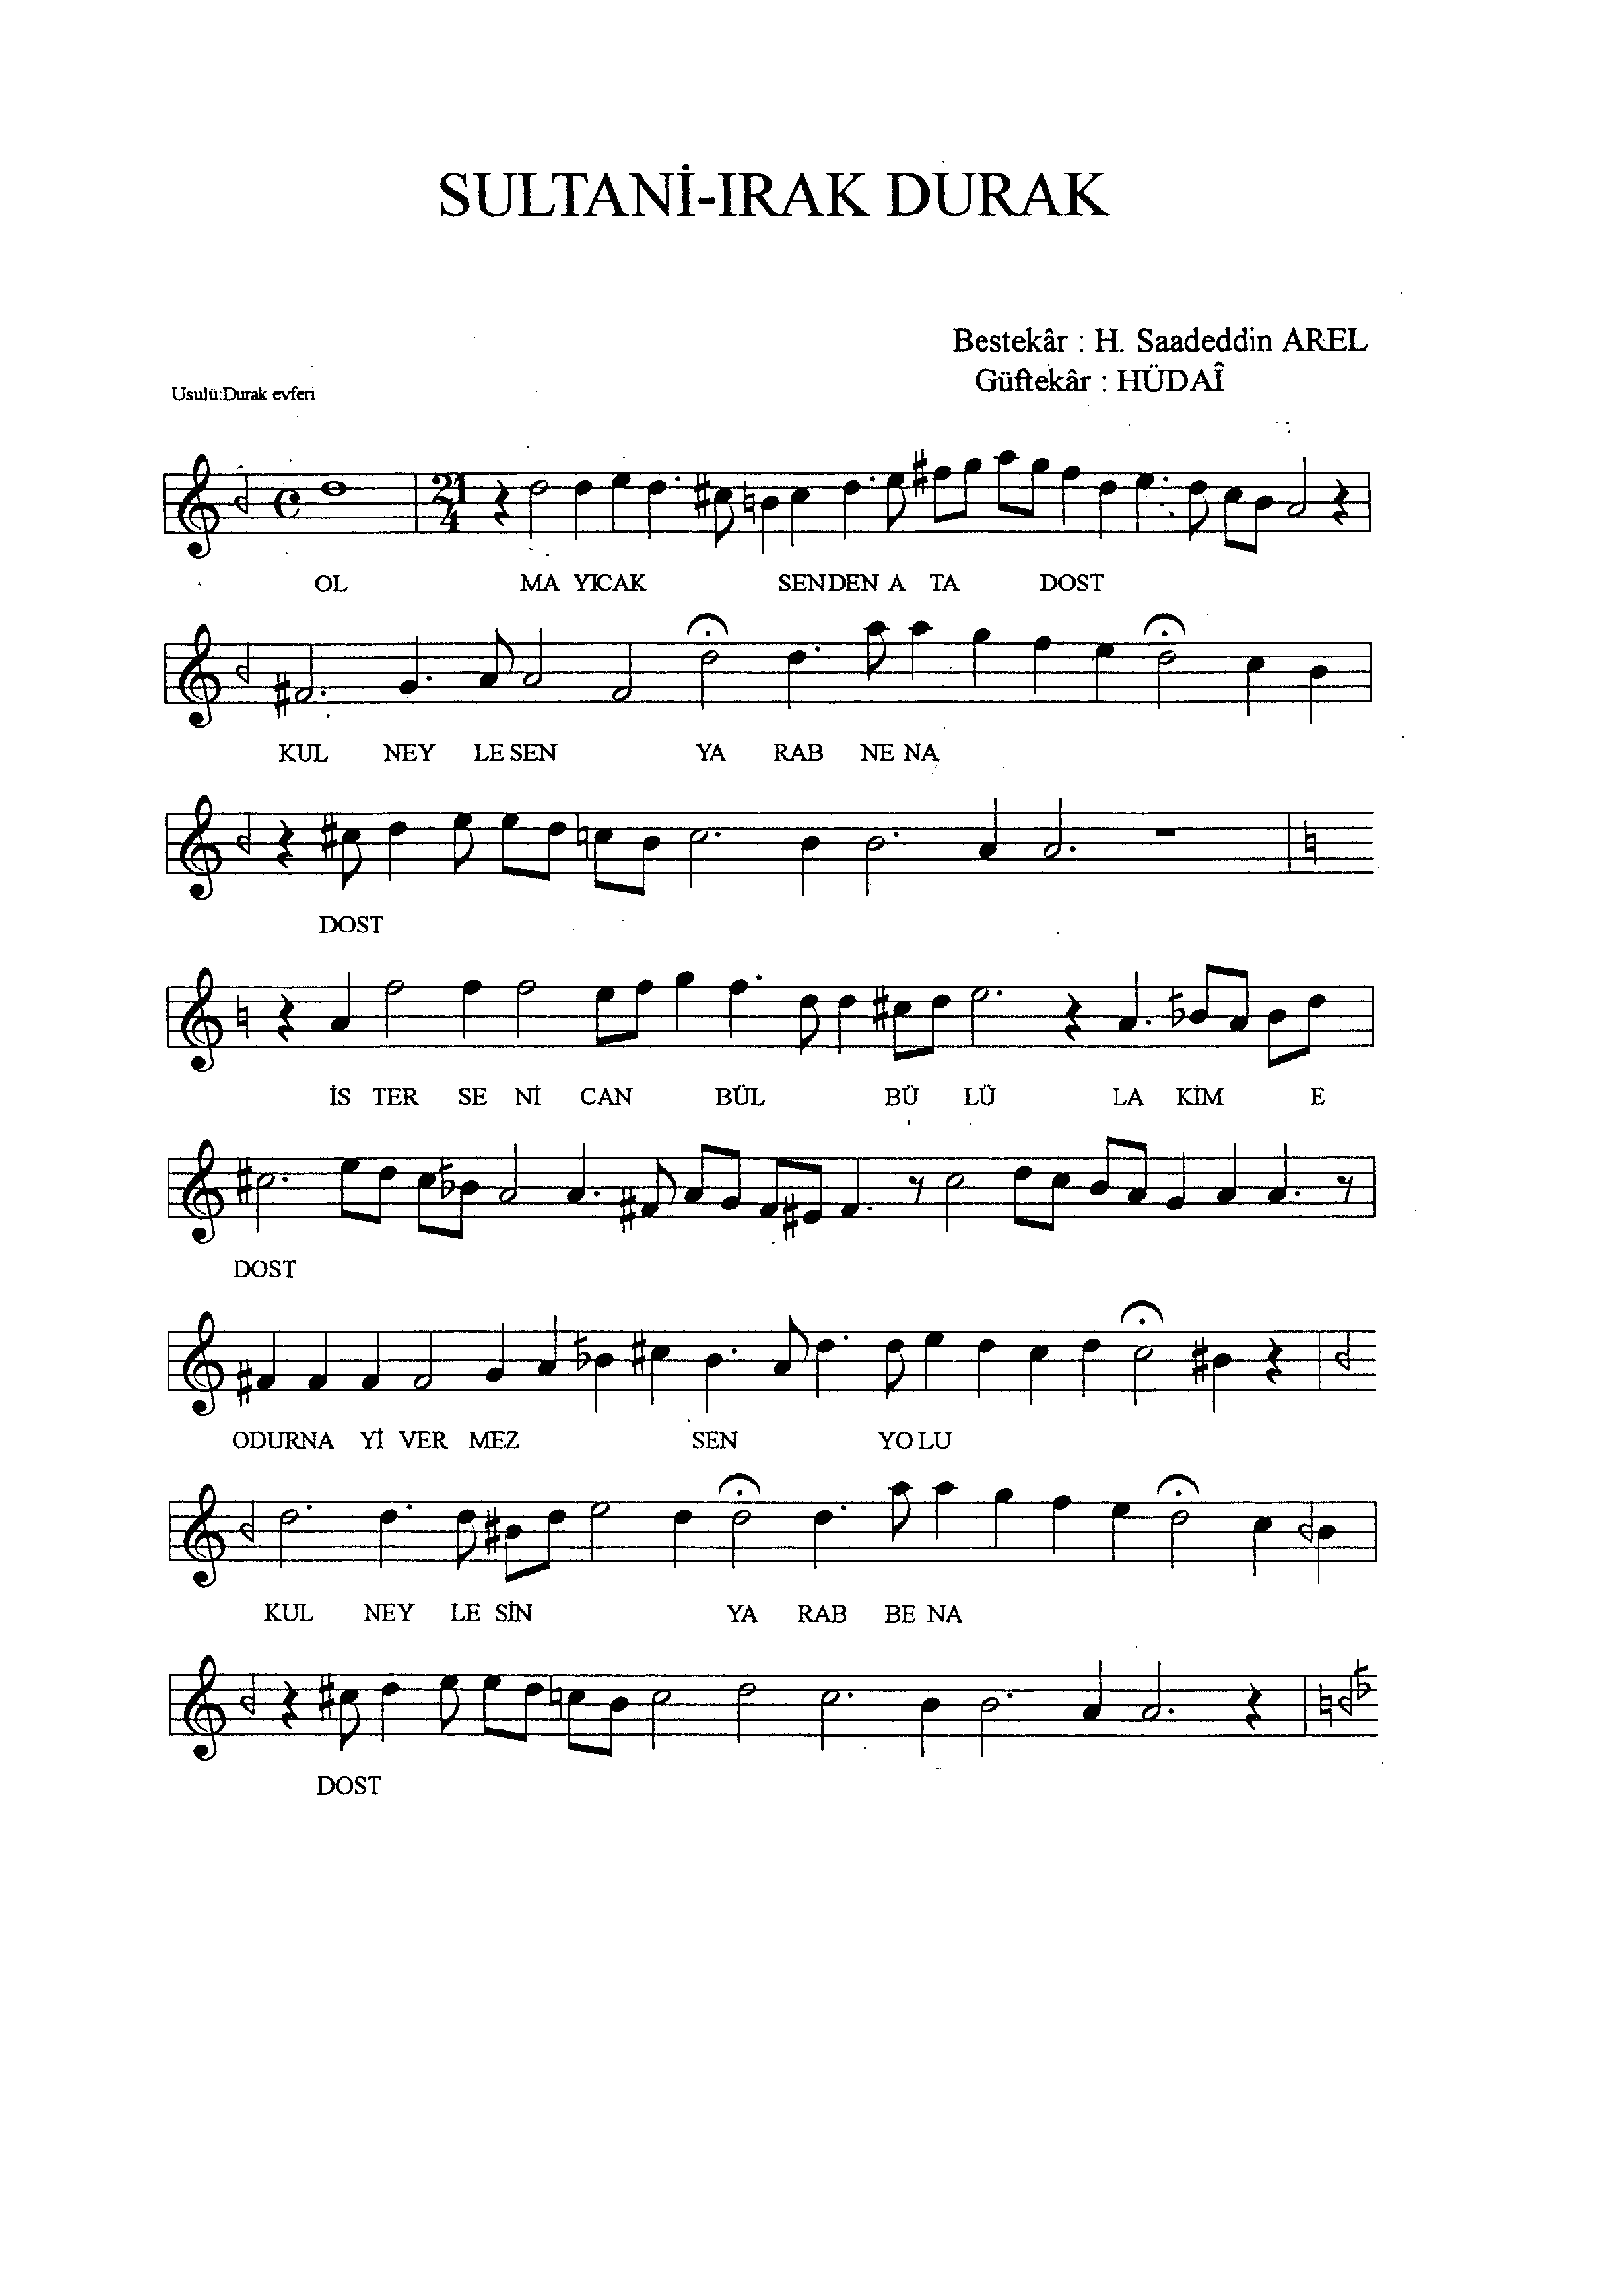 SULTANİ-IRAK DURAK
Bestekâr : H. Saadeddin AREL
Güftekâr : HÜDAÎ
Usulü:Durak evferi
21
4
OL MA YICAK SENDEN A TA DOST
KUL NEY LE SEN YA RAB NE NA
DOST
İS TER SE Nİ CAN BÜL BÜ LÜ LA KİM E
DOST
ODURNA Yİ VER MEZ SEN YO LU
KUL NEY LE SİN YA RAB BE NA
DOST